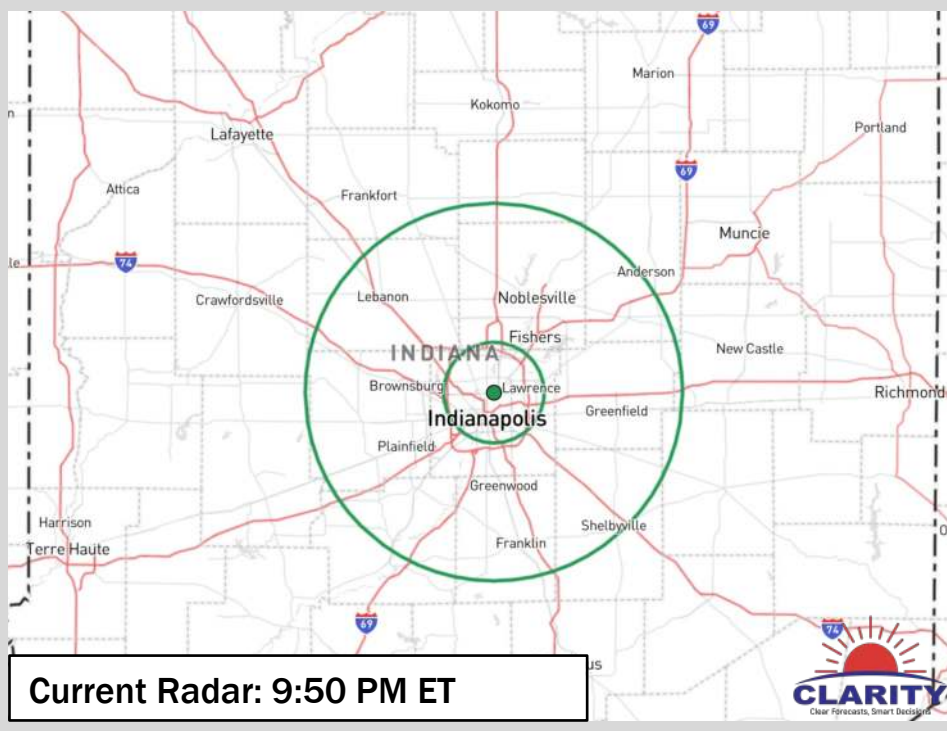 69
Marion
Kokomo
Portland
Lafayette
69
Attica
Frankfort
Muncie
74
Anderson
Crawfordsville
Lebanon
Noblesville
Fishers
INDIANA
New Castle
Brownsburg
Lawrence
Richmond
Indianapolis
Greenfield
Plainfield
Greenwood
Harrison
Shelbyville
Terre Haute
Franklin
69
74
us
Current Radar: 9:50 PM ET
CLARITY
Clear Forecasts, Smart Decisions